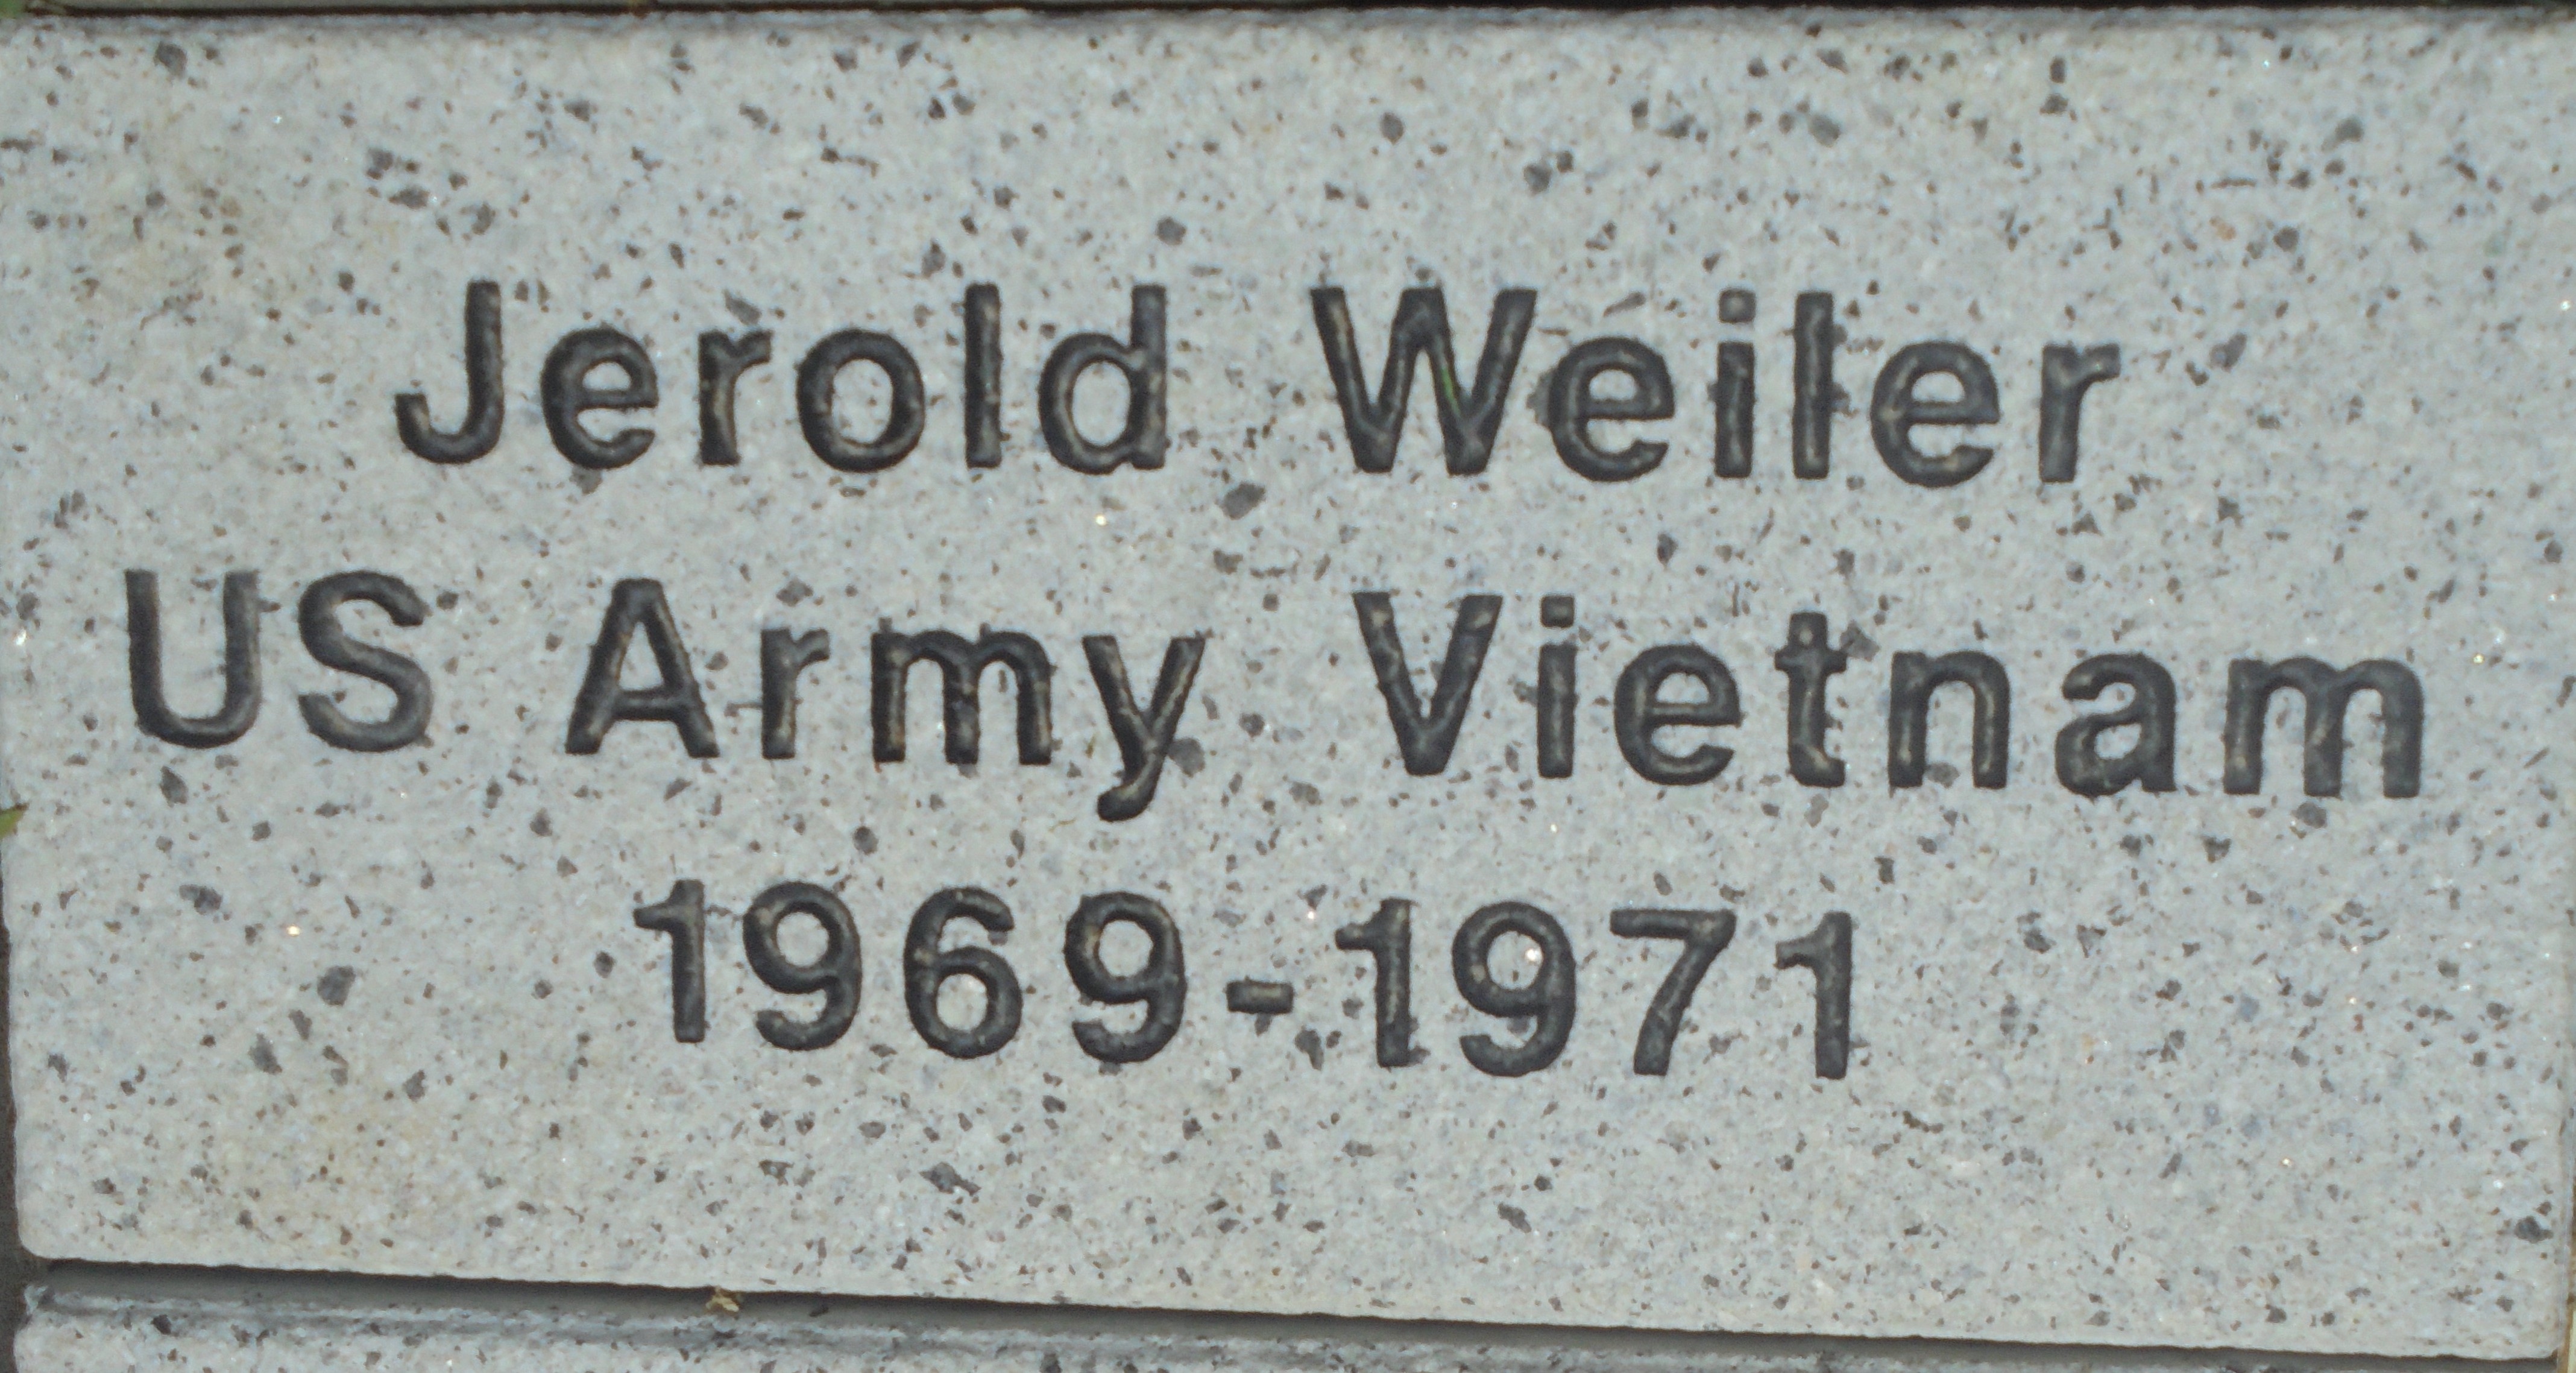 Jerold Weiler
US Army Vietnam
1969-1971